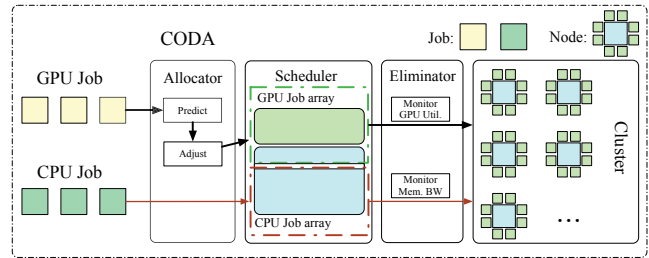 CODA
Job:
Node:
GPU Job
Allocator
Scheduler
Eliminator
GPU Job array
Predict
Monitor
GPU Util.
Adjust
Cluster
CPU Job
Monitor
Mem. BW
CPU Job array
...